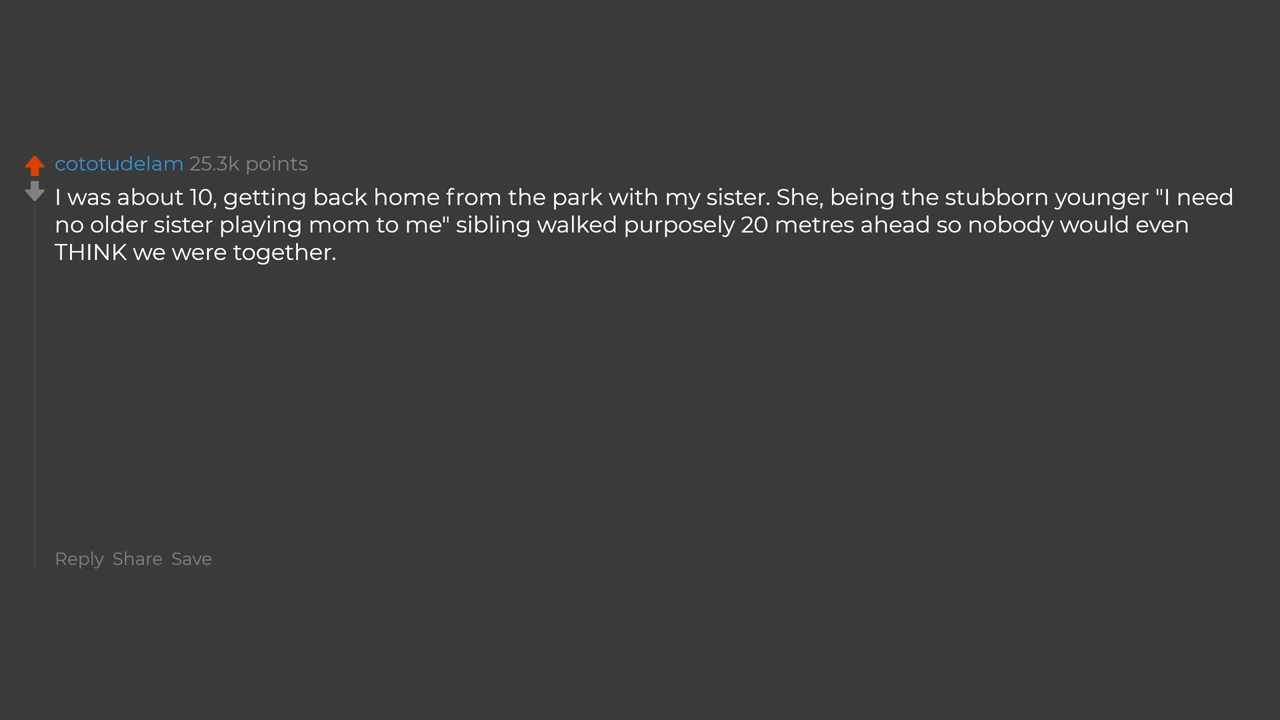 cototudelam 25.3k points
I was about 10, getting back home from the park with my sister. She, being the stubborn younger "I need
no older sister playing mom to me" sibling walked purposely 20 metres ahead so nobody would even
THINK we were together.
Reply Share Save